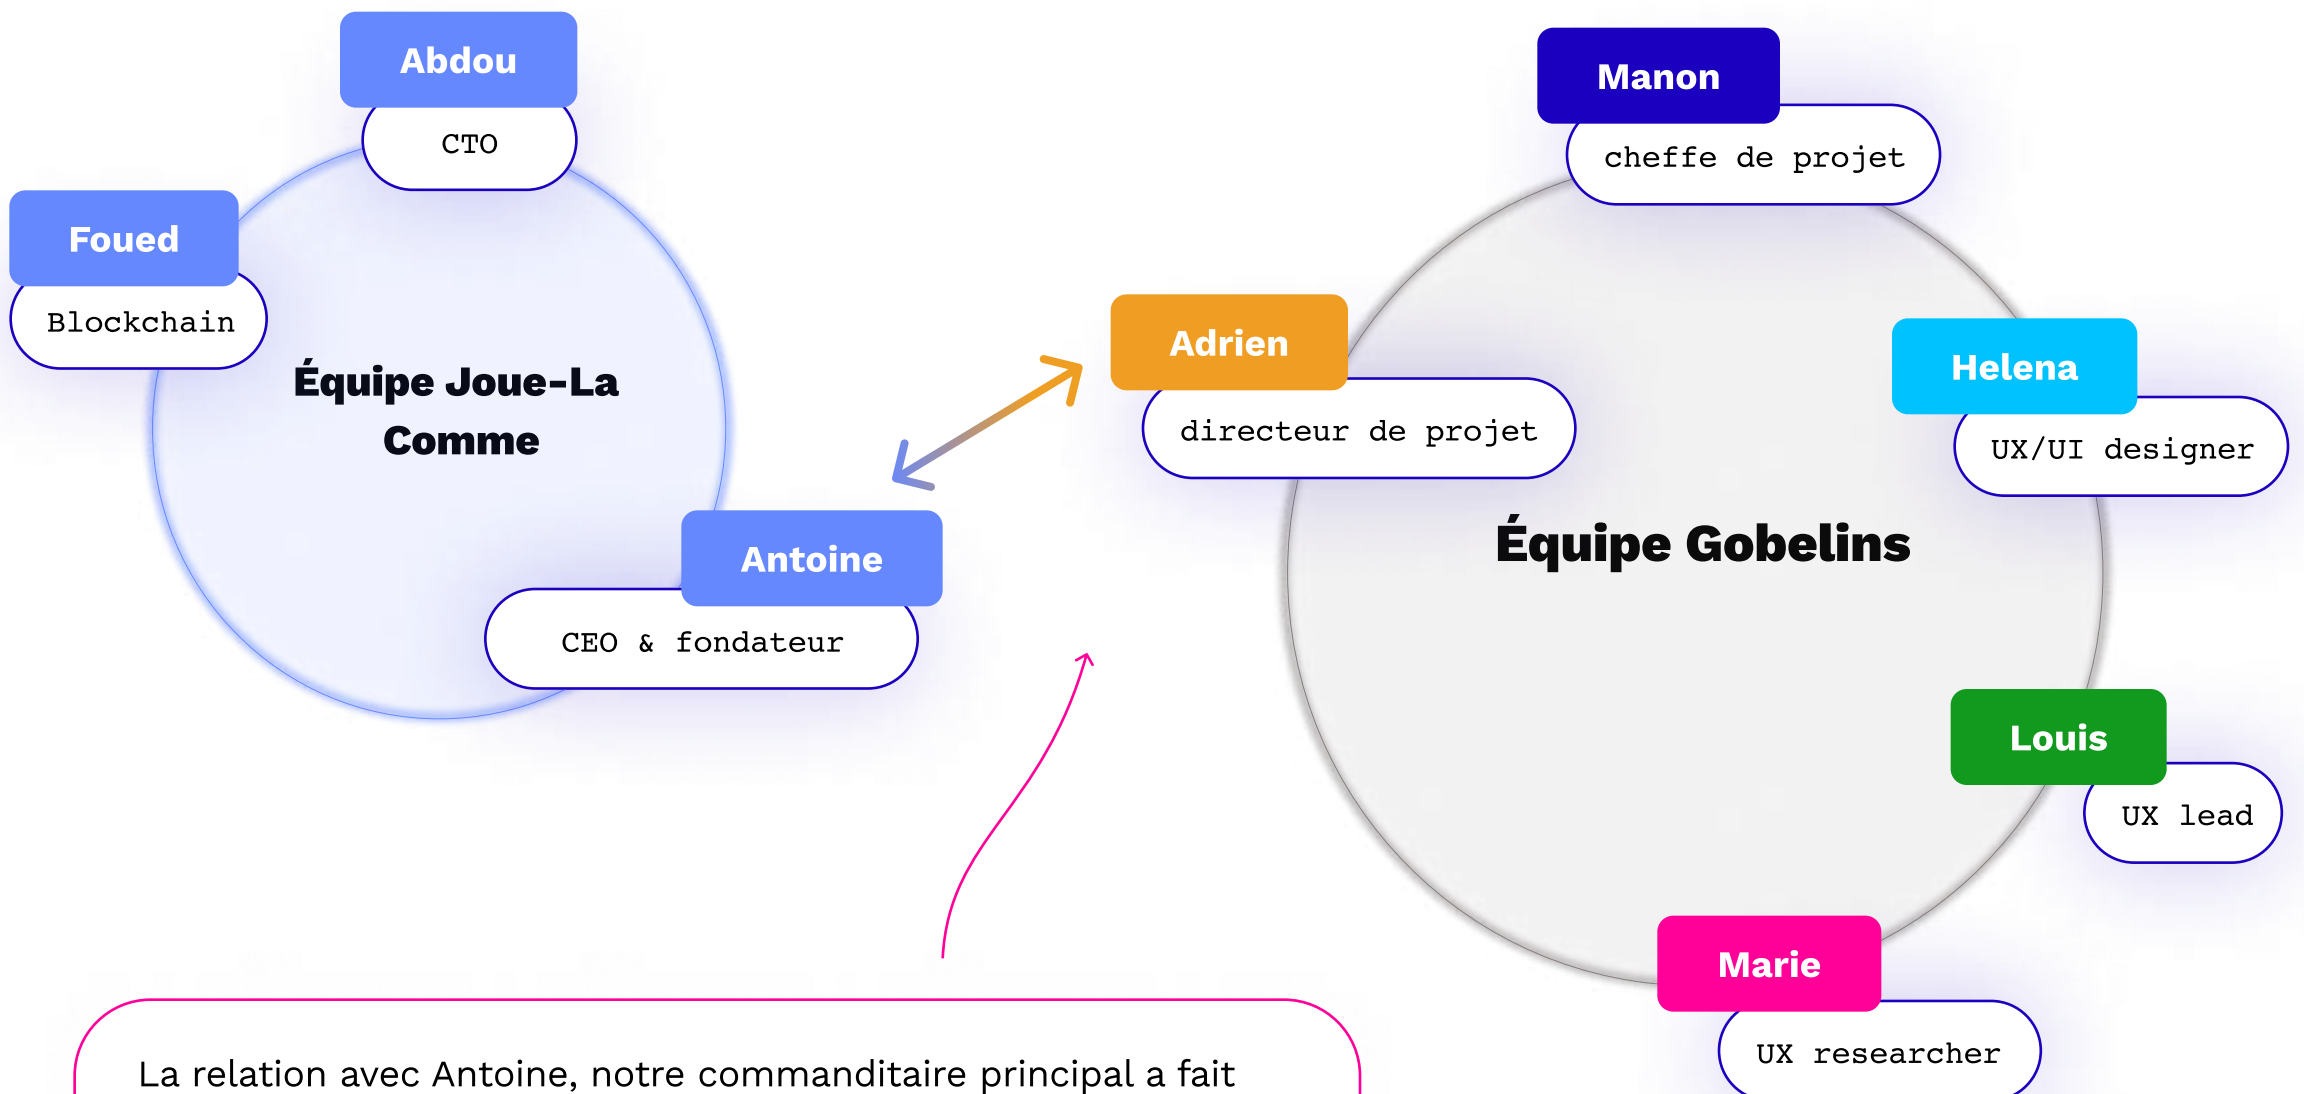 Abdou
CTO
Foued
Blockchain
Équipe Joue-La
Comme
Antoine
CEO & fondateur
Manon
cheffe de projet
Adrien
directeur de projet
Helena
UX/UI designer
Équipe Gobelins
Louis
UX lead
Marie
UX researcher
La relation avec Antoine, notre commanditaire principal a fait